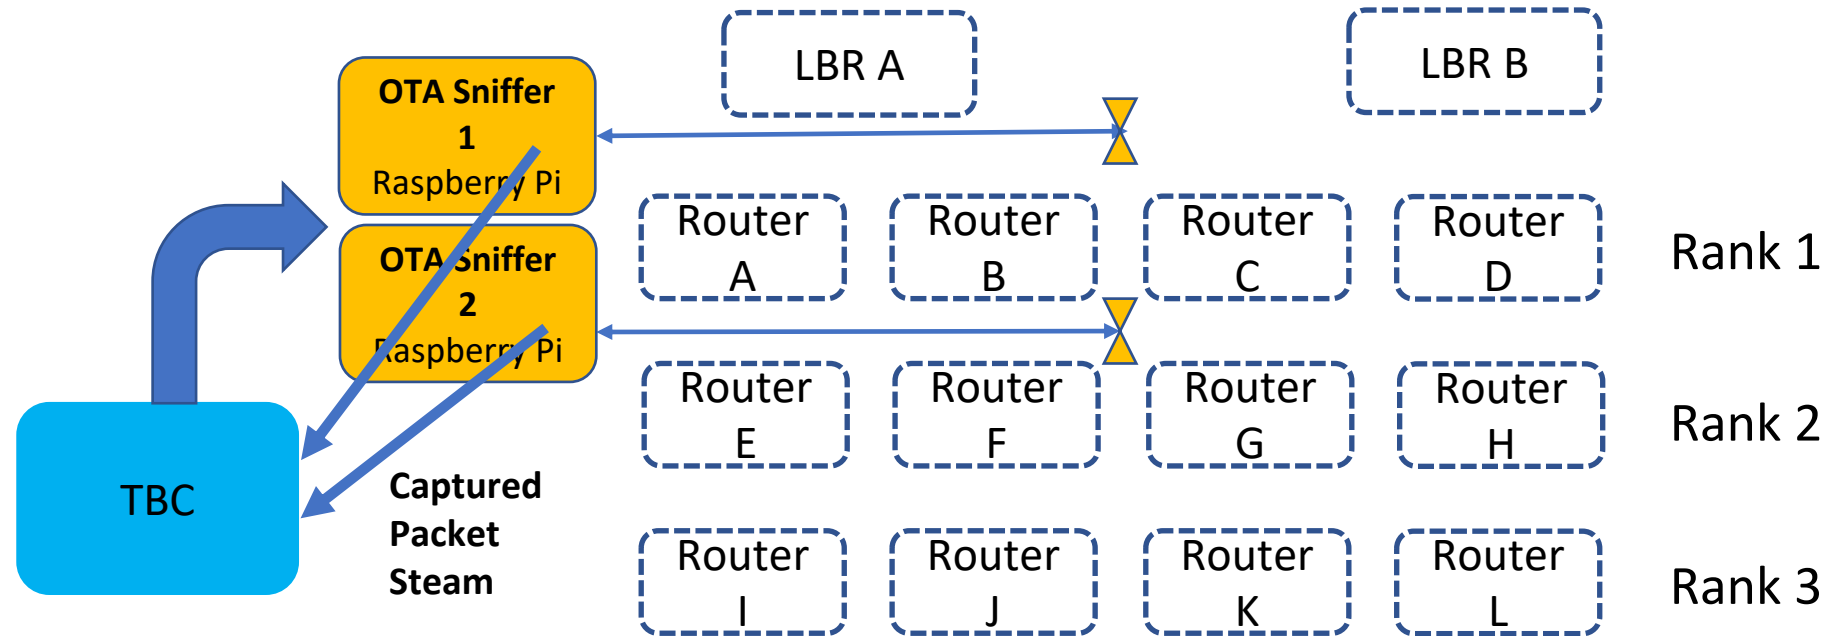 LBR A
LBR B
OTA Sniffer
1
Raspberry Pi
Router
A
Router
B
Router
C
Router
D
Rank 1
OTA Sniffer
2
Raspberry Pi
Router
E
Router
F
Router
G
Router
H
Rank 2
TBC
Captured
Packet
Steam
Router
I
Router
J
Router
K
Router
L
Rank 3